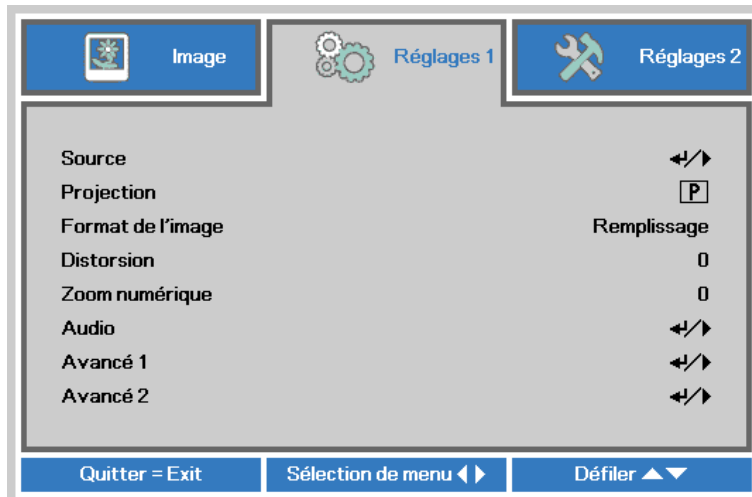 Image Réglages 1 Réglages 2
Source
Projection P
Format de l'image Remplissage
Distorsion 0
Zoom numérique 0
Audio
Avancé 1
Avancé 2
Quitter = Exit Sélection de menu Défiler